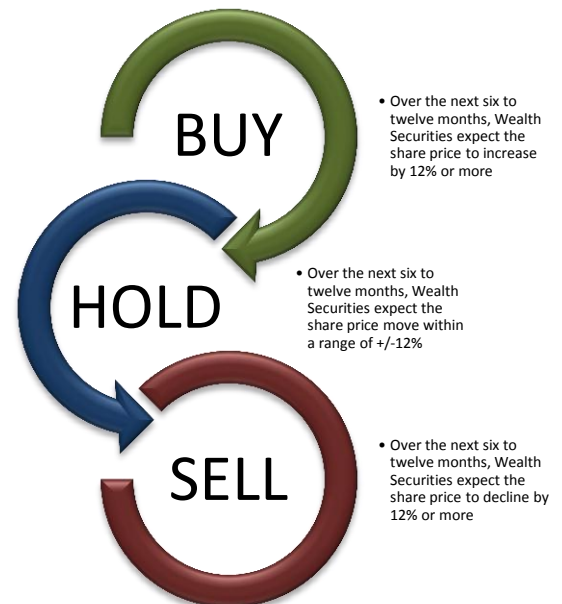 BUY
• Over the next six to
twelve months, Wealth
Securities expect the
share price to increase
by 12% or more
HOLD
• Over the next six to
twelve months, Wealth
Securities expect the
share price move within
a range of +/-12%
SELL
• Over the next six to
twelve months, Wealth
Securities expect the
share price to decline by
12% or more